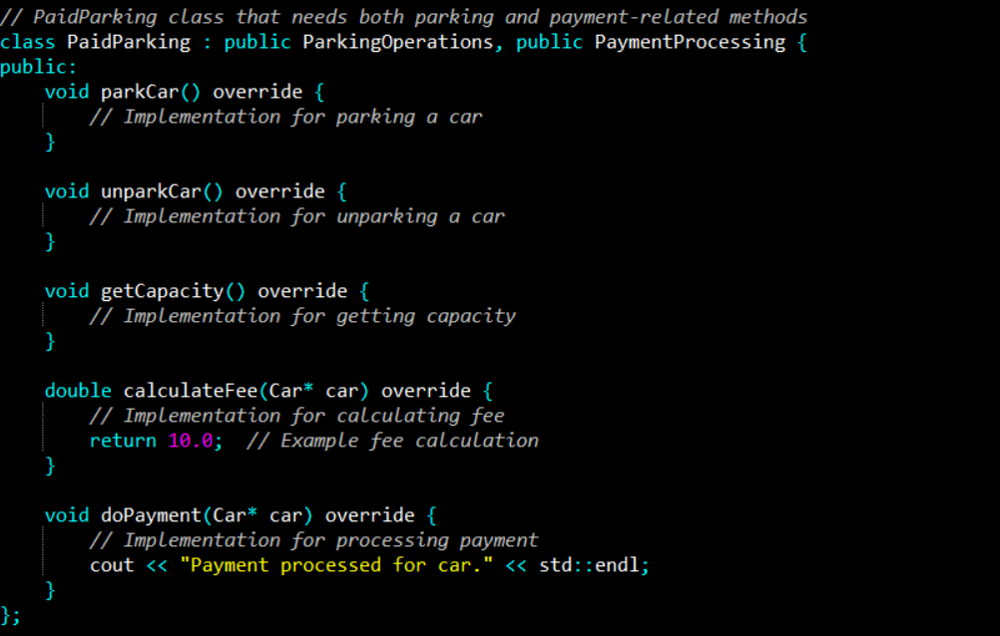 // PaidParking class that needs both parking and payment-related methods
class PaidParking : public ParkingOperations, public PaymentProcessing {
public:
    void parkCar() override {
        // Implementation for parking a car
    }

    void unparkCar() override {
        // Implementation for unparking a car
    }

    void getCapacity() override {
        // Implementation for getting capacity
    }

    double calculateFee(Car* car) override {
        // Implementation for calculating fee
        return 10.0;  // Example fee calculation
    }

    void doPayment(Car* car) override {
        // Implementation for processing payment
        cout << "Payment processed for car." << std::endl;
    }
};